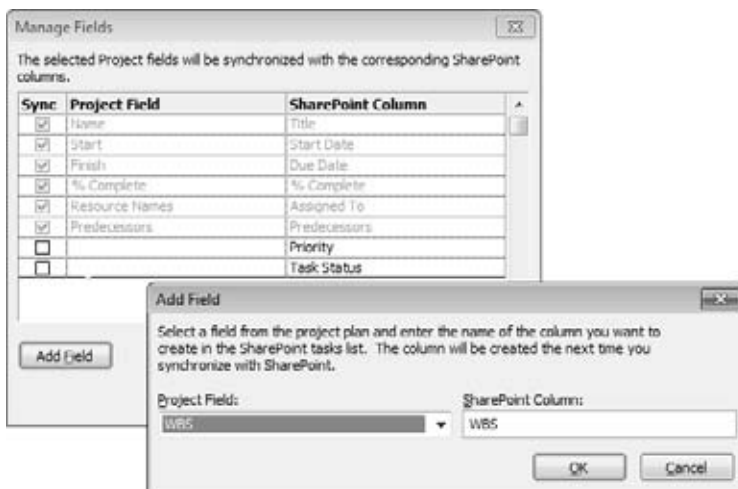 Manage Fields
The selected Project fields will be synchronized with the corresponding SharePoint
columns.
Sync Project Field SharePoint Column
Name Title
Start Start Date
Finish Due Date
% Complete % Complete
Resource Names Assigned To
Predecessors Predecessors
Priority
Task Status
Add Field
Add Field
Select a field from the project plan and enter the name of the column you want to
create in the SharePoint tasks list. The column will be created the next time you
synchronize with SharePoint.
Project Field: SharePoint Column:
WBS WBS
OK Cancel